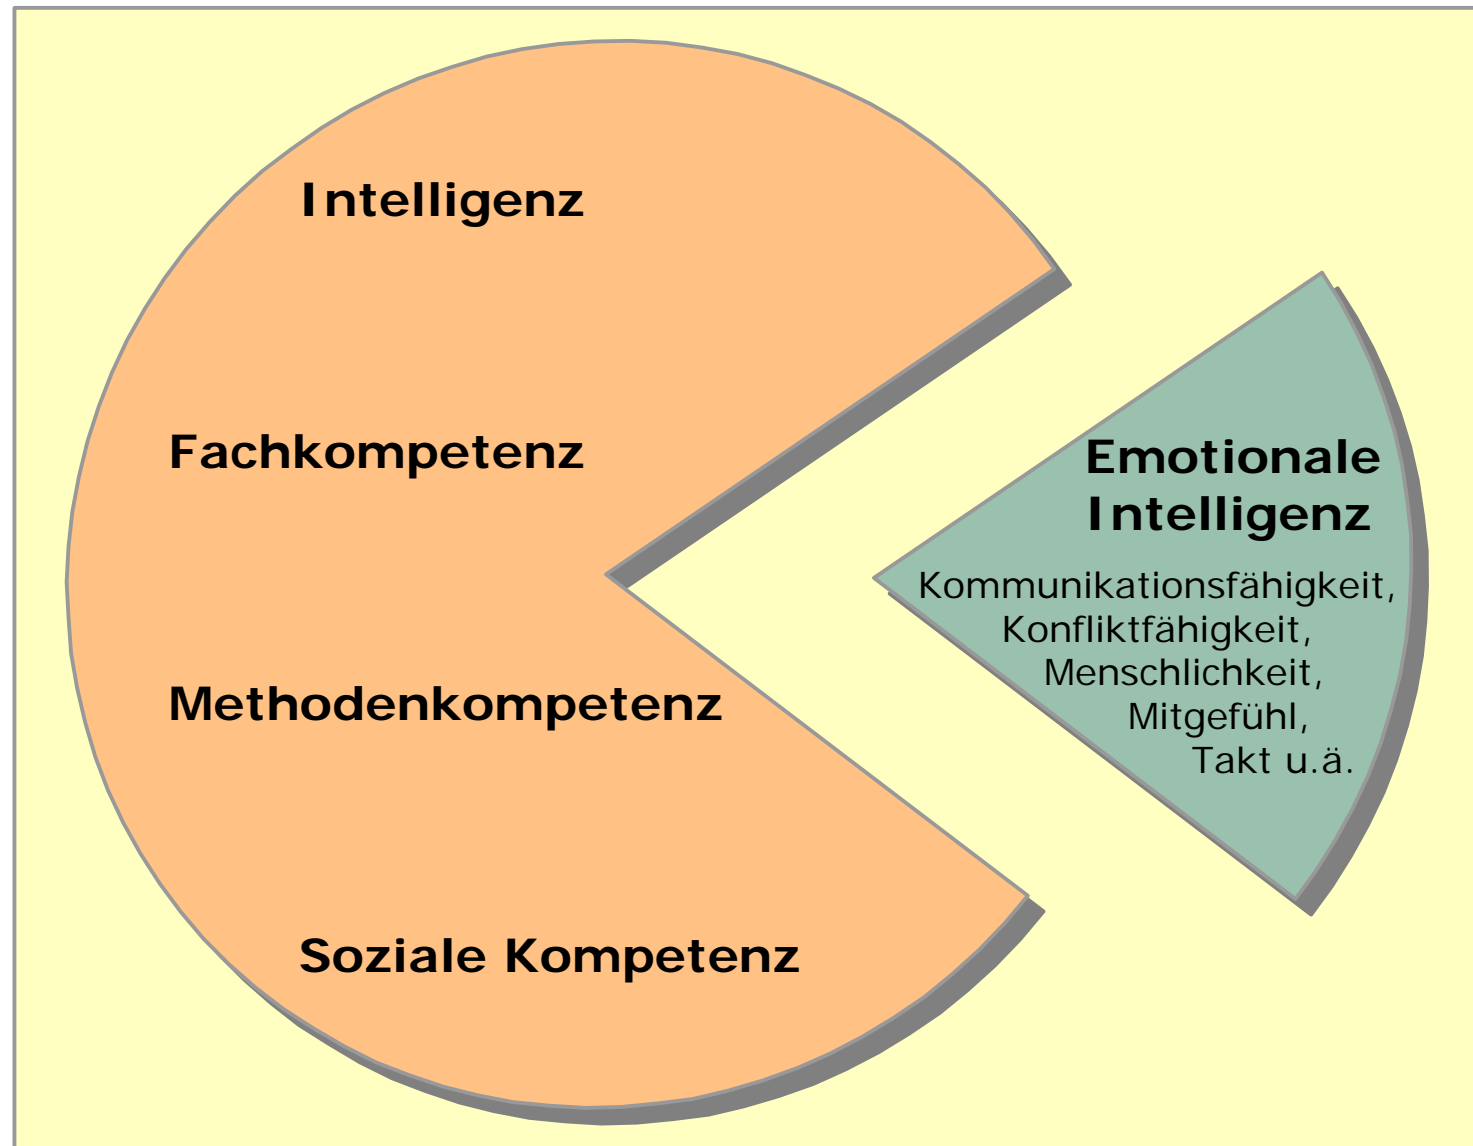 Intelligenz
Fachkompetenz
Methodenkompetenz
Soziale Kompetenz
Emotionale
Intelligenz
Kommunikationsfähigkeit,
Konfliktfähigkeit,
Menschlichkeit,
Mitgefühl,
Takt u.ä.